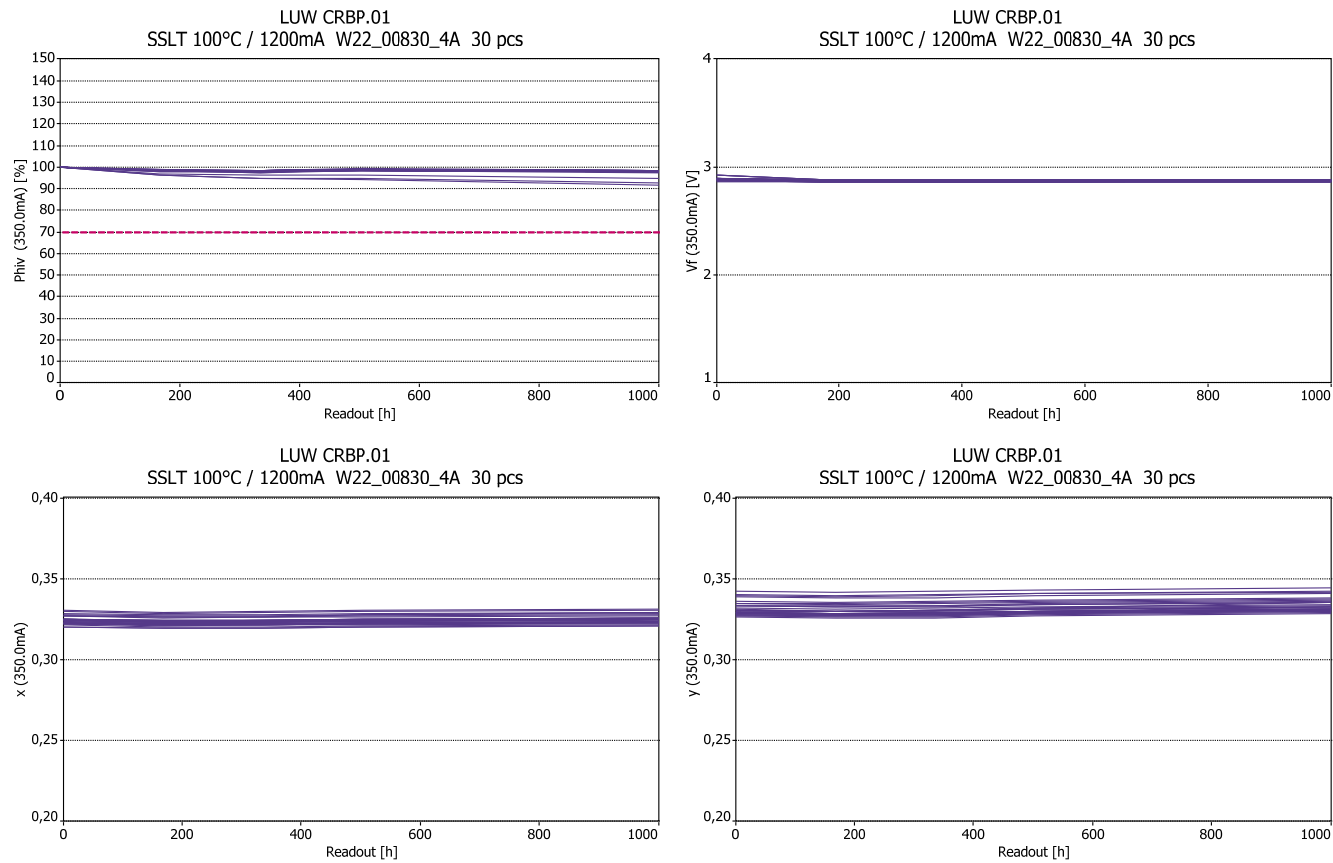 LUW CRBP.01
SSLT 100°C / 1200mA W22_00830_4A 30 pcs
150
140
130
120
110
100
90
80
70
60
50
40
30
20
10
0
Phiv (350.0mA) [%]
0 200 400 600 800 1000
Readout [h]
LUW CRBP.01
SSLT 100°C / 1200mA W22_00830_4A 30 pcs
4
3
2
1
Vf (350.0mA) [V]
0 200 400 600 800 1000
Readout [h]
LUW CRBP.01
SSLT 100°C / 1200mA W22_00830_4A 30 pcs
0,40
0,35
0,30
0,25
0,20
x (350.0mA)
0 200 400 600 800 1000
Readout [h]
LUW CRBP.01
SSLT 100°C / 1200mA W22_00830_4A 30 pcs
0,40
0,35
0,30
0,25
0,20
y (350.0mA)
0 200 400 600 800 1000
Readout [h]